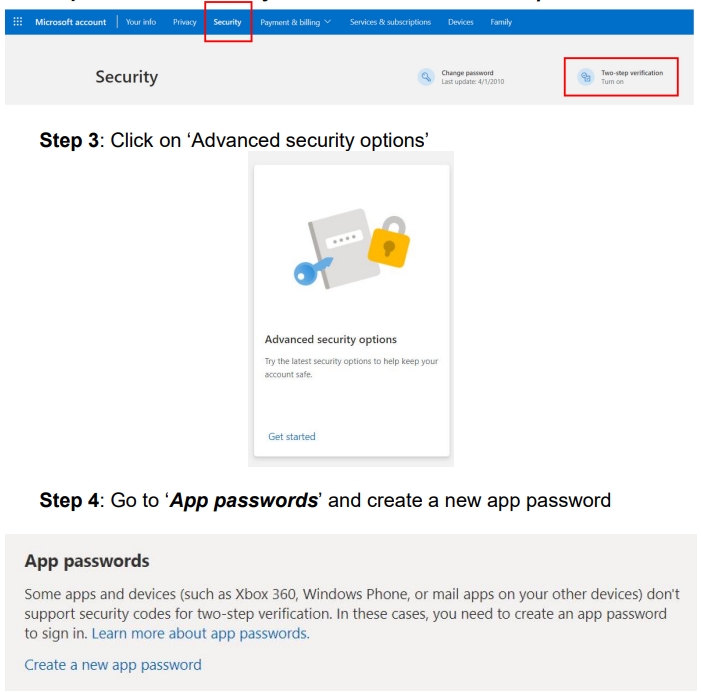 Microsoft account Your info Privacy Security Payment & billing Services & subscriptions Devices Family
Security
Change password
Last update: 4/1/2010
Two-step verification
Turn on
Step 3: Click on ‘Advanced security options’
Advanced security options
Try the latest security options to help keep your
account safe.
Get started
Step 4: Go to ‘App passwords’ and create a new app password
App passwords
Some apps and devices (such as Xbox 360, Windows Phone, or mail apps on your other devices) don't
support security codes for two-step verification. In these cases, you need to create an app password
to sign in. Learn more about app passwords.
Create a new app password